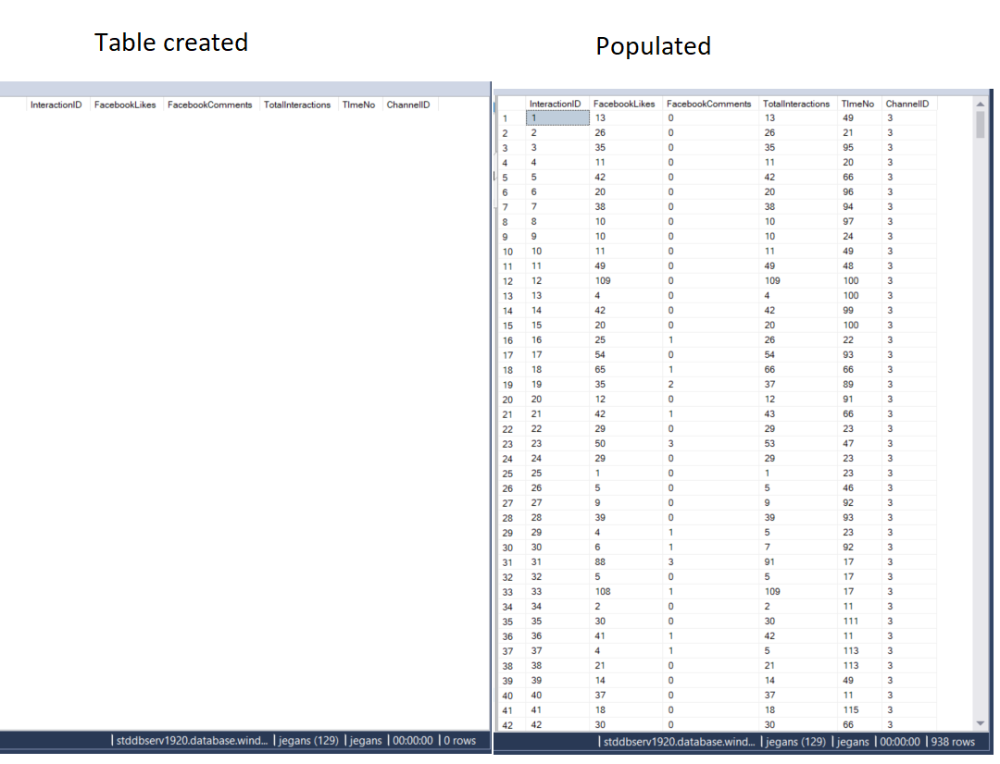 Table created
Populated
InteractionID FacebookLikes FacebookComments TotalInteractions TImeNo ChannelID
InteractionID FacebookLikes FacebookComments TotalInteractions TImeNo ChannelID
1 1 13 0 13 49 3
2 2 26 0 26 21 3
3 3 35 0 35 95 3
4 4 11 0 11 20 3
5 5 42 0 42 66 3
6 6 20 0 20 96 3
7 7 38 0 38 94 3
8 8 10 0 10 97 3
9 9 10 0 10 24 3
10 10 11 0 11 49 3
11 11 49 0 49 48 3
12 12 109 0 109 100 3
13 13 4 0 4 100 3
14 14 42 0 42 99 3
15 15 20 0 20 100 3
16 16 25 1 26 22 3
17 17 54 0 54 93 3
18 18 65 1 66 66 3
19 19 35 2 37 89 3
20 20 12 0 12 91 3
21 21 42 1 43 66 3
22 22 29 0 29 23 3
23 23 50 3 53 47 3
24 24 29 0 29 23 3
25 25 1 0 1 23 3
26 26 5 0 5 46 3
27 27 9 0 9 92 3
28 28 39 0 39 93 3
29 29 4 1 5 23 3
30 30 6 1 7 92 3
31 31 88 3 91 17 3
32 32 5 0 5 17 3
33 33 108 1 109 17 3
34 34 2 0 2 11 3
35 35 30 0 30 111 3
36 36 41 1 42 11 3
37 37 4 1 5 113 3
38 38 21 0 21 113 3
39 39 14 0 14 49 3
40 40 37 0 37 11 3
41 41 18 0 18 115 3
42 42 30 0 30 66 3
stddbserv1920.database.wind... jegans (129) jegans 00:00:00 0 rows
stddbserv1920.database.wind... jegans (129) jegans 00:00:00 938 rows